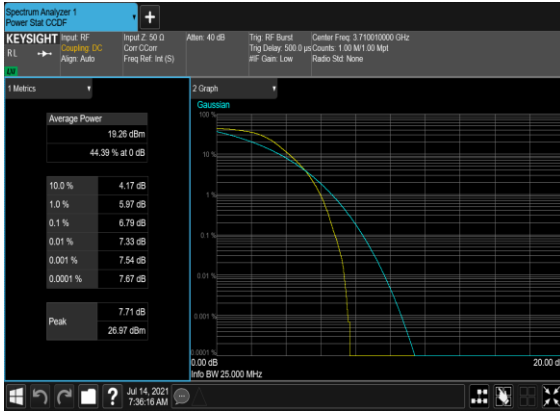 Spectrum Analyzer 1
Power Stat CCDF
KEYSIGHT Input: RF Input Z: 50 Ω Atten: 40 dB Trig: RF Burst Center Freq: 3.710010000 GHz
RL Coupling: DC Corr CCorr Trig Delay: 500.0 µs Counts: 1.00 M/1.00 Mpt
Align: Auto Freq Ref: Int (S) #IF Gain: Low Radio Std: None
1 Metrics
Average Power
19.26 dBm
44.39 % at 0 dB
10.0 % 4.17 dB
1.0 % 5.97 dB
0.1 % 6.79 dB
0.01 % 7.33 dB
0.001 % 7.54 dB
0.0001 % 7.67 dB
Peak 7.71 dB
26.97 dBm
2 Graph
Gaussian
100 %
10 %
1 %
0.1 %
0.01 %
0.001 %
0.0001 %
0.00 dB 20.00 d
Info BW 25.000 MHz
? Jul 14, 2021
7:36:16 AM